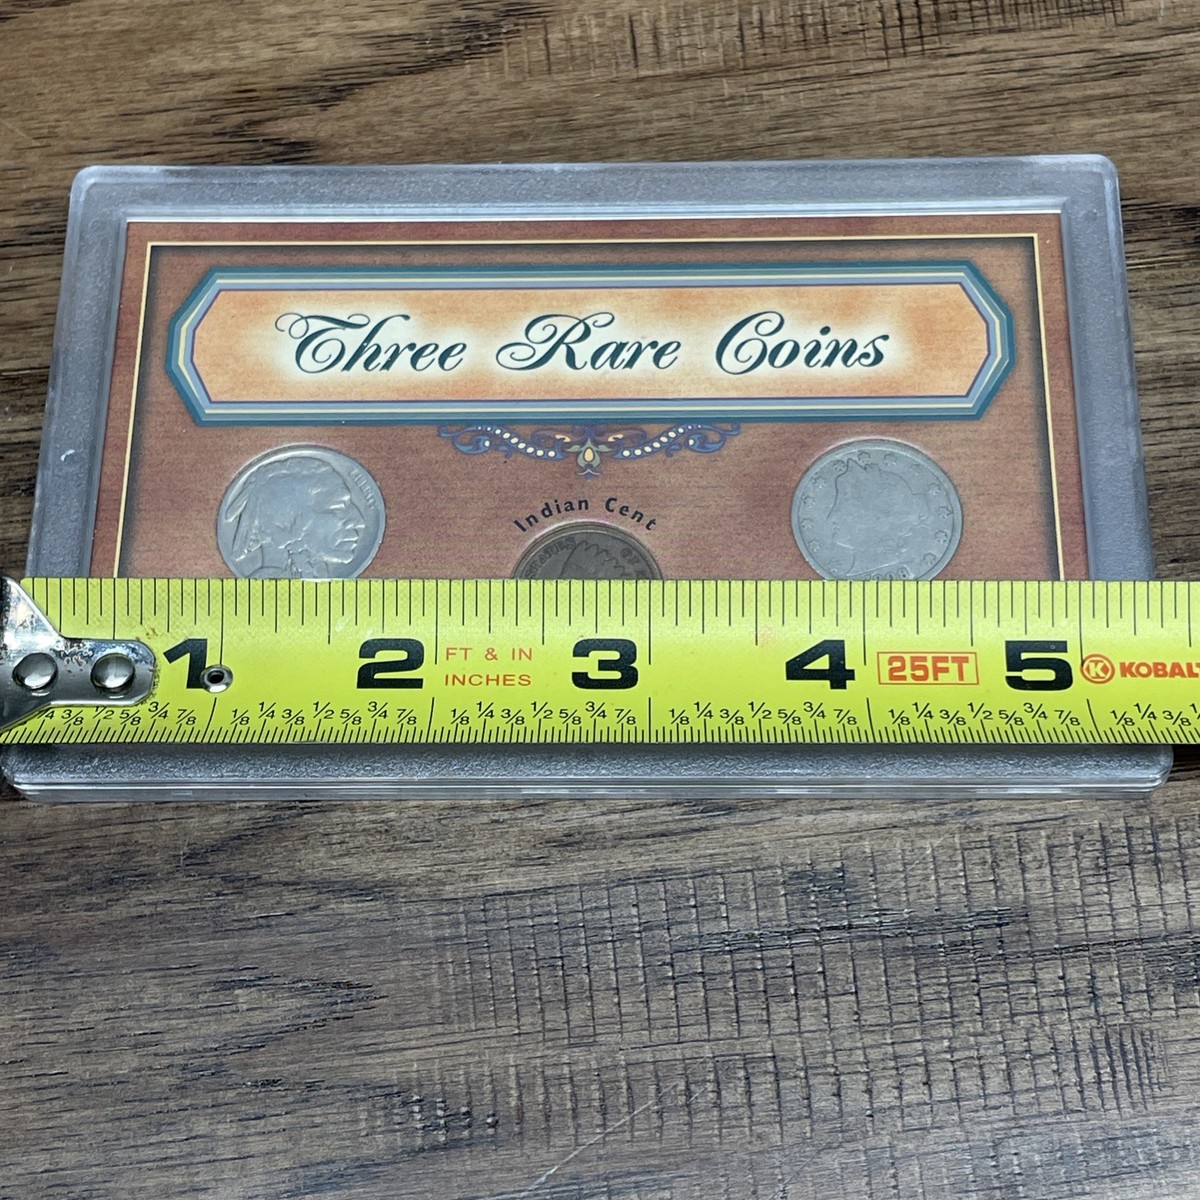 Three Rare Coins
Indian Cent
1 2 FT & IN 3 4 25FT 5 K KOBALT
INCHES
1/4 3/8 1/2 5/8 3/4 7/8 1/8 1/4 3/8 1/2 5/8 3/4 7/8 1/8 1/4 3/8 1/2 5/8 3/4 7/8 1/8 1/4 3/8 1/2 5/8 3/4 7/8 1/8 1/4 3/8 1/2 5/8 3/4 7/8 1/8 1/4 3/8